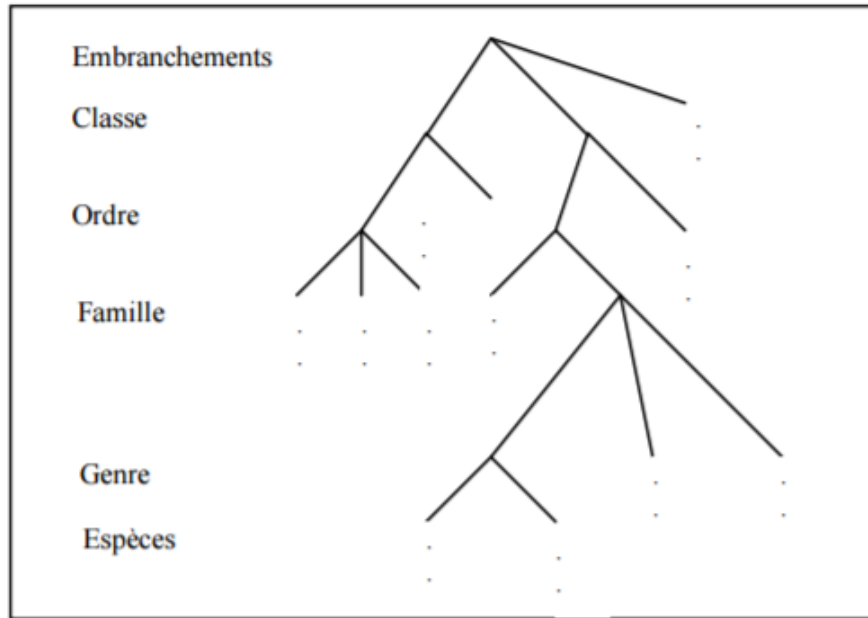 Embranchements
Classe
Ordre
Famille
Genre
Espèces